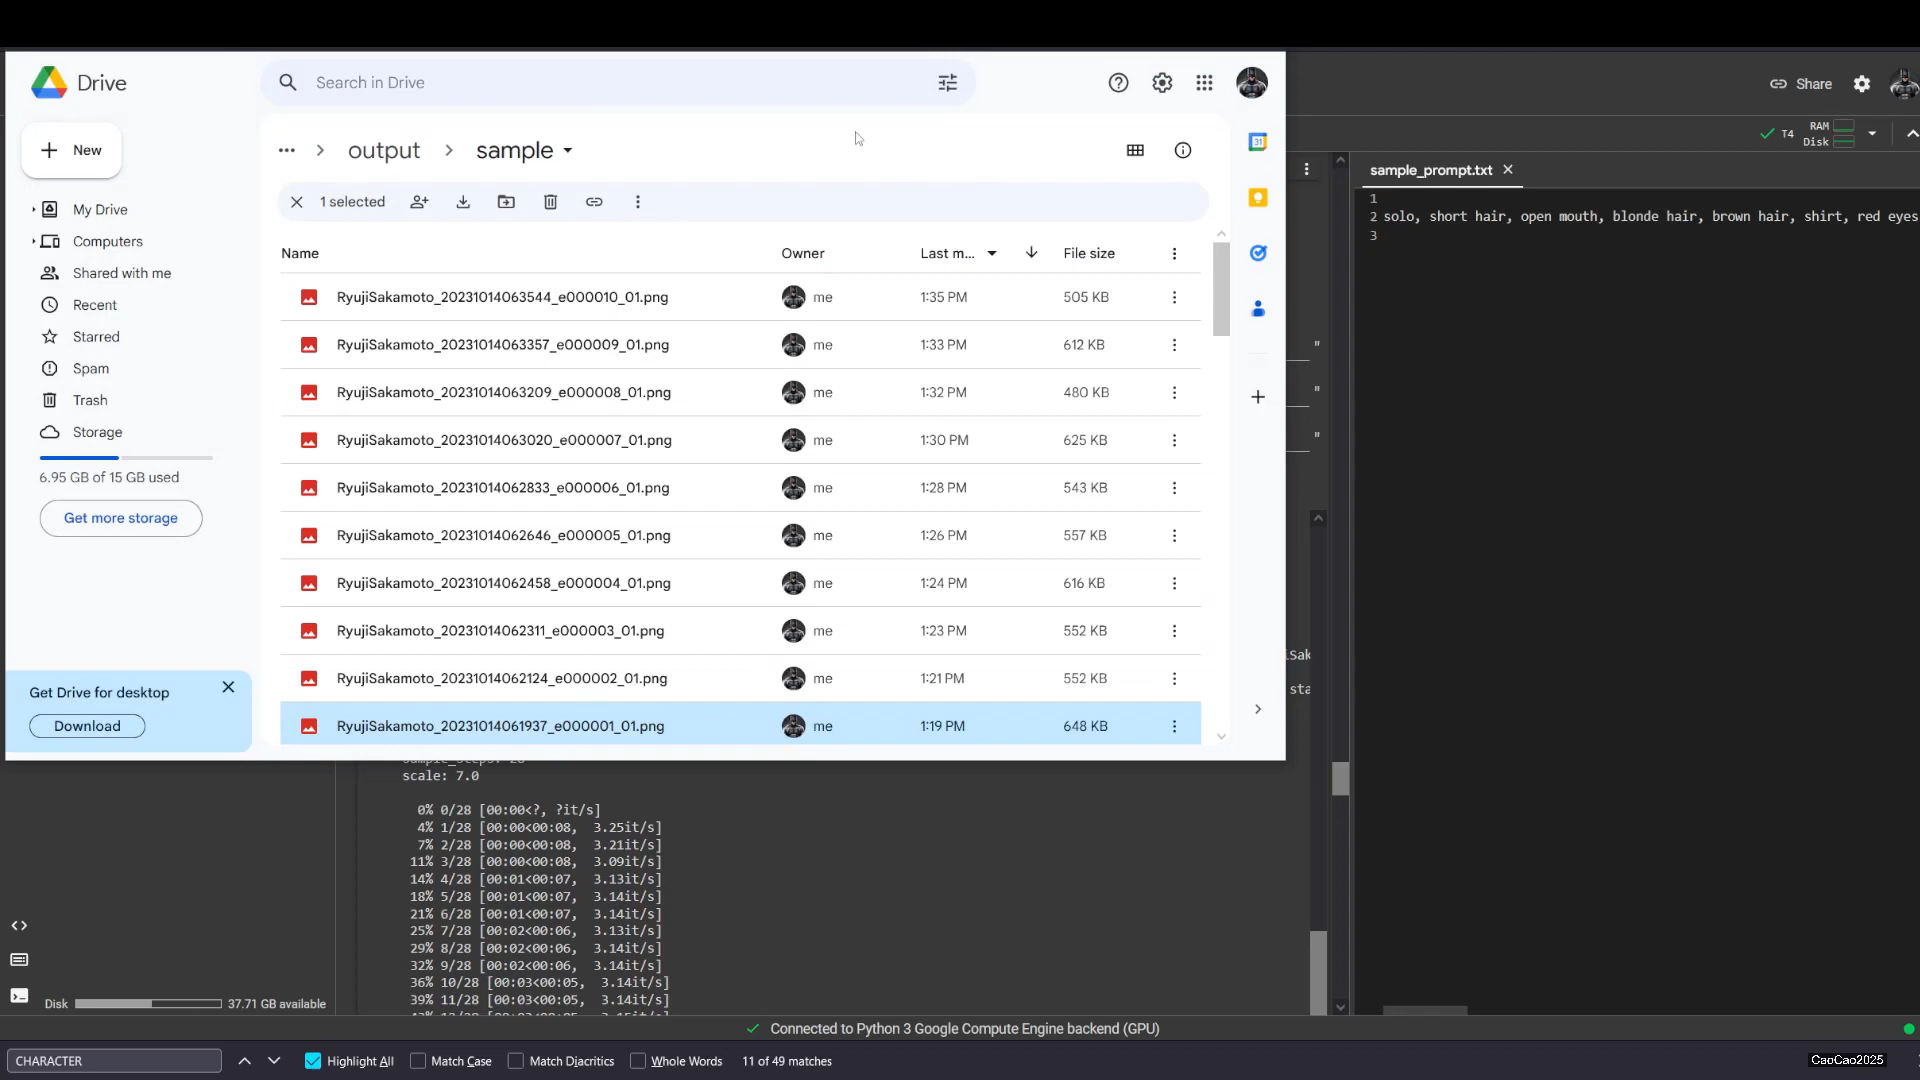 Drive
Search in Drive
New
output
sample
1 selected
My Drive
Computers
Shared with me
Recent
Starred
Spam
Trash
Storage
6.95 GB of 15 GB used
Get more storage
Get Drive for desktop
Download
Name Owner Last m... File size
RyujiSakamoto_20231014063544_e000010_01.png me 1:35 PM 505 KB
RyujiSakamoto_20231014063357_e000009_01.png me 1:33 PM 612 KB
RyujiSakamoto_20231014063209_e000008_01.png me 1:32 PM 480 KB
RyujiSakamoto_20231014063020_e000007_01.png me 1:30 PM 625 KB
RyujiSakamoto_20231014062833_e000006_01.png me 1:28 PM 543 KB
RyujiSakamoto_20231014062646_e000005_01.png me 1:26 PM 557 KB
RyujiSakamoto_20231014062458_e000004_01.png me 1:24 PM 616 KB
RyujiSakamoto_20231014062311_e000003_01.png me 1:23 PM 552 KB
RyujiSakamoto_20231014062124_e000002_01.png me 1:21 PM 552 KB
RyujiSakamoto_20231014061937_e000001_01.png me 1:19 PM 648 KB
31
Share
T4 RAM
Disk
sample_prompt.txt
1
2 solo, short hair, open mouth, blonde hair, brown hair, shirt, red eyes
3
"
"
"
iSak
sta
scale: 7.0
0% 0/28 [00:00<?, ?it/s]
4% 1/28 [00:00<00:08, 3.25it/s]
7% 2/28 [00:00<00:08, 3.21it/s]
11% 3/28 [00:00<00:08, 3.09it/s]
14% 4/28 [00:01<00:07, 3.13it/s]
18% 5/28 [00:01<00:07, 3.14it/s]
21% 6/28 [00:01<00:07, 3.14it/s]
25% 7/28 [00:02<00:06, 3.13it/s]
29% 8/28 [00:02<00:06, 3.14it/s]
32% 9/28 [00:02<00:06, 3.14it/s]
36% 10/28 [00:03<00:05, 3.14it/s]
39% 11/28 [00:03<00:05, 3.14it/s]
Disk 37.71 GB available
Connected to Python 3 Google Compute Engine backend (GPU)
CHARACTER Highlight All Match Case Match Diacritics Whole Words 11 of 49 matches
CaoCao2025